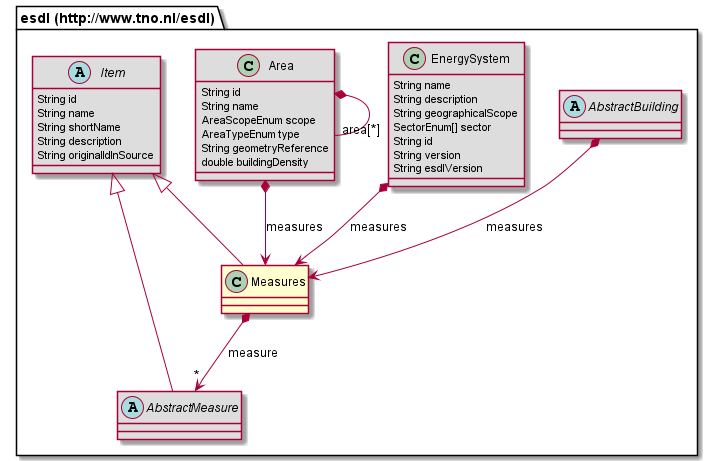 esdl (http://www.tno.nl/esdl)
A Item
String id
String name
String shortName
String description
String originalIdInSource
C Area
String id
String name
AreaScopeEnum scope
AreaTypeEnum type
String geometryReference
double buildingDensity
area[*]
C EnergySystem
String name
String description
String geographicalScope
SectorEnum[] sector
String id
String version
String esdlVersion
A AbstractBuilding
measures
measures
measures
C Measures
measure
*
A AbstractMeasure